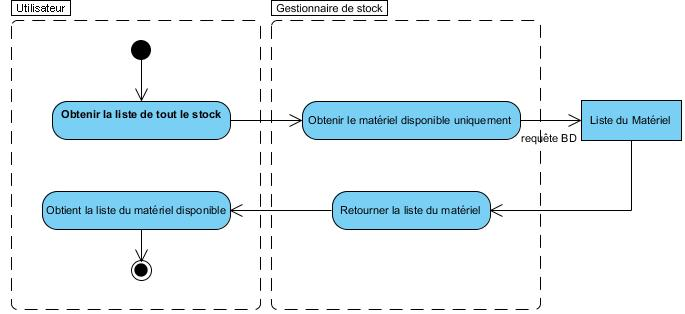 Utilisateur
Gestionnaire de stock
Obtenir la liste de tout le stock
Obtenir le matériel disponible uniquement
Liste du Matériel
requête BD
Obtient la liste du matériel disponible
Retourner la liste du matériel